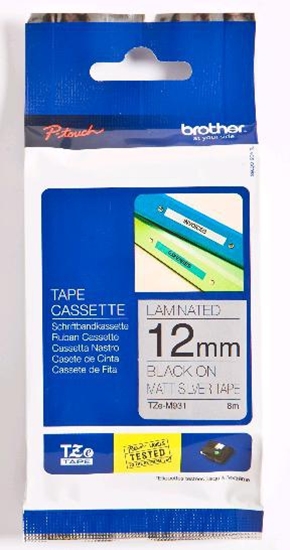 P-touch
brother
at your side
INVOICES
TAPE
CASSETTE
Schriftbandkassette
Ruban Cassette
Cassetta Nastro
Casete de Cinta
Cassete de Fita
LAMINATED
12mm
BLACK ON
MATT SILVER TAPE
TZe-M931
8m
TZe
TAPE
TESTED